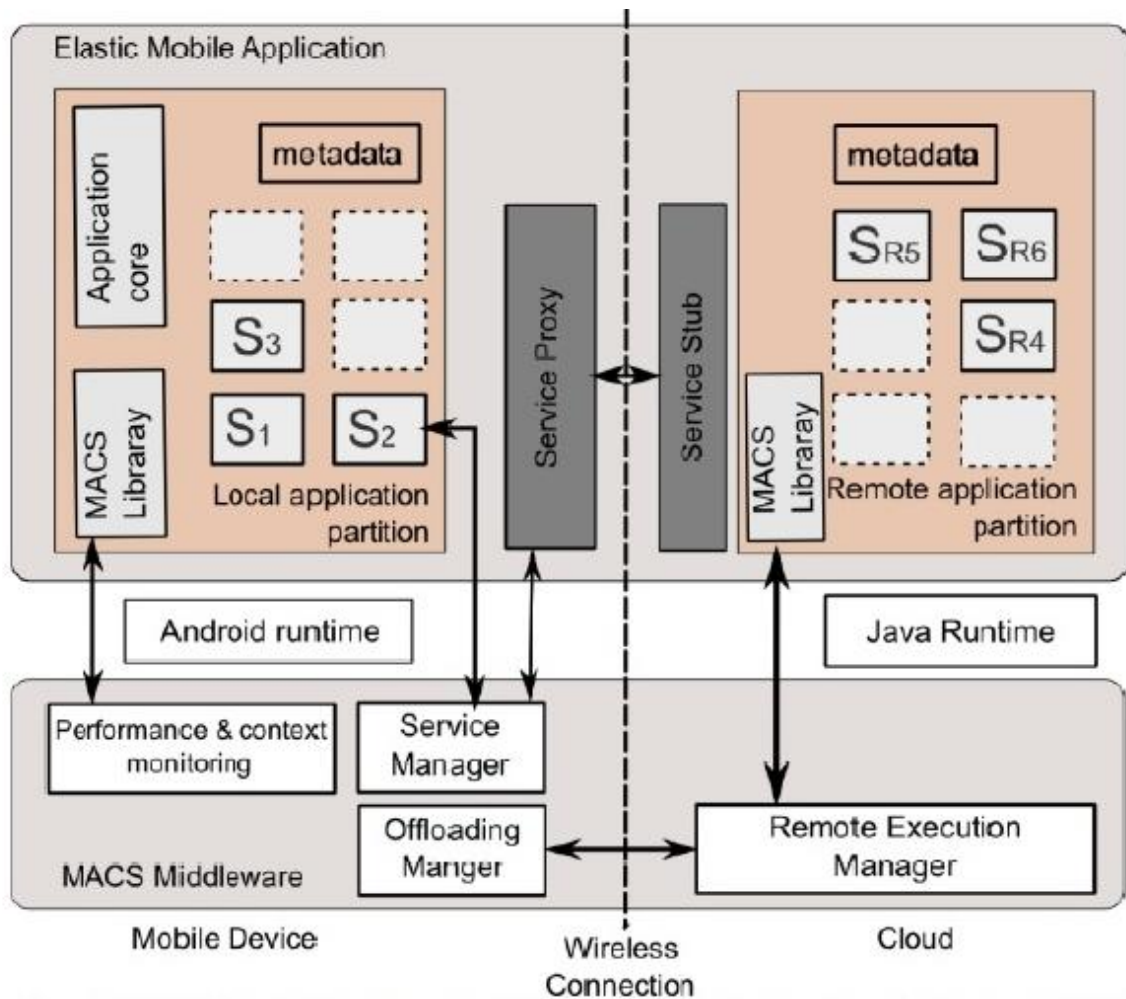 Elastic Mobile Application
Application
core
metadata
S3
S1
S2
MACS
Libraray
Local application
partition
Service Proxy
Service Stub
metadata
SR5
SR6
SR4
MACS
Libraray
Remote application
partition
Android runtime
Java Runtime
Performance & context
monitoring
Service
Manager
Offloading
Manger
Remote Execution
Manager
MACS Middleware
Mobile Device
Wireless
Connection
Cloud